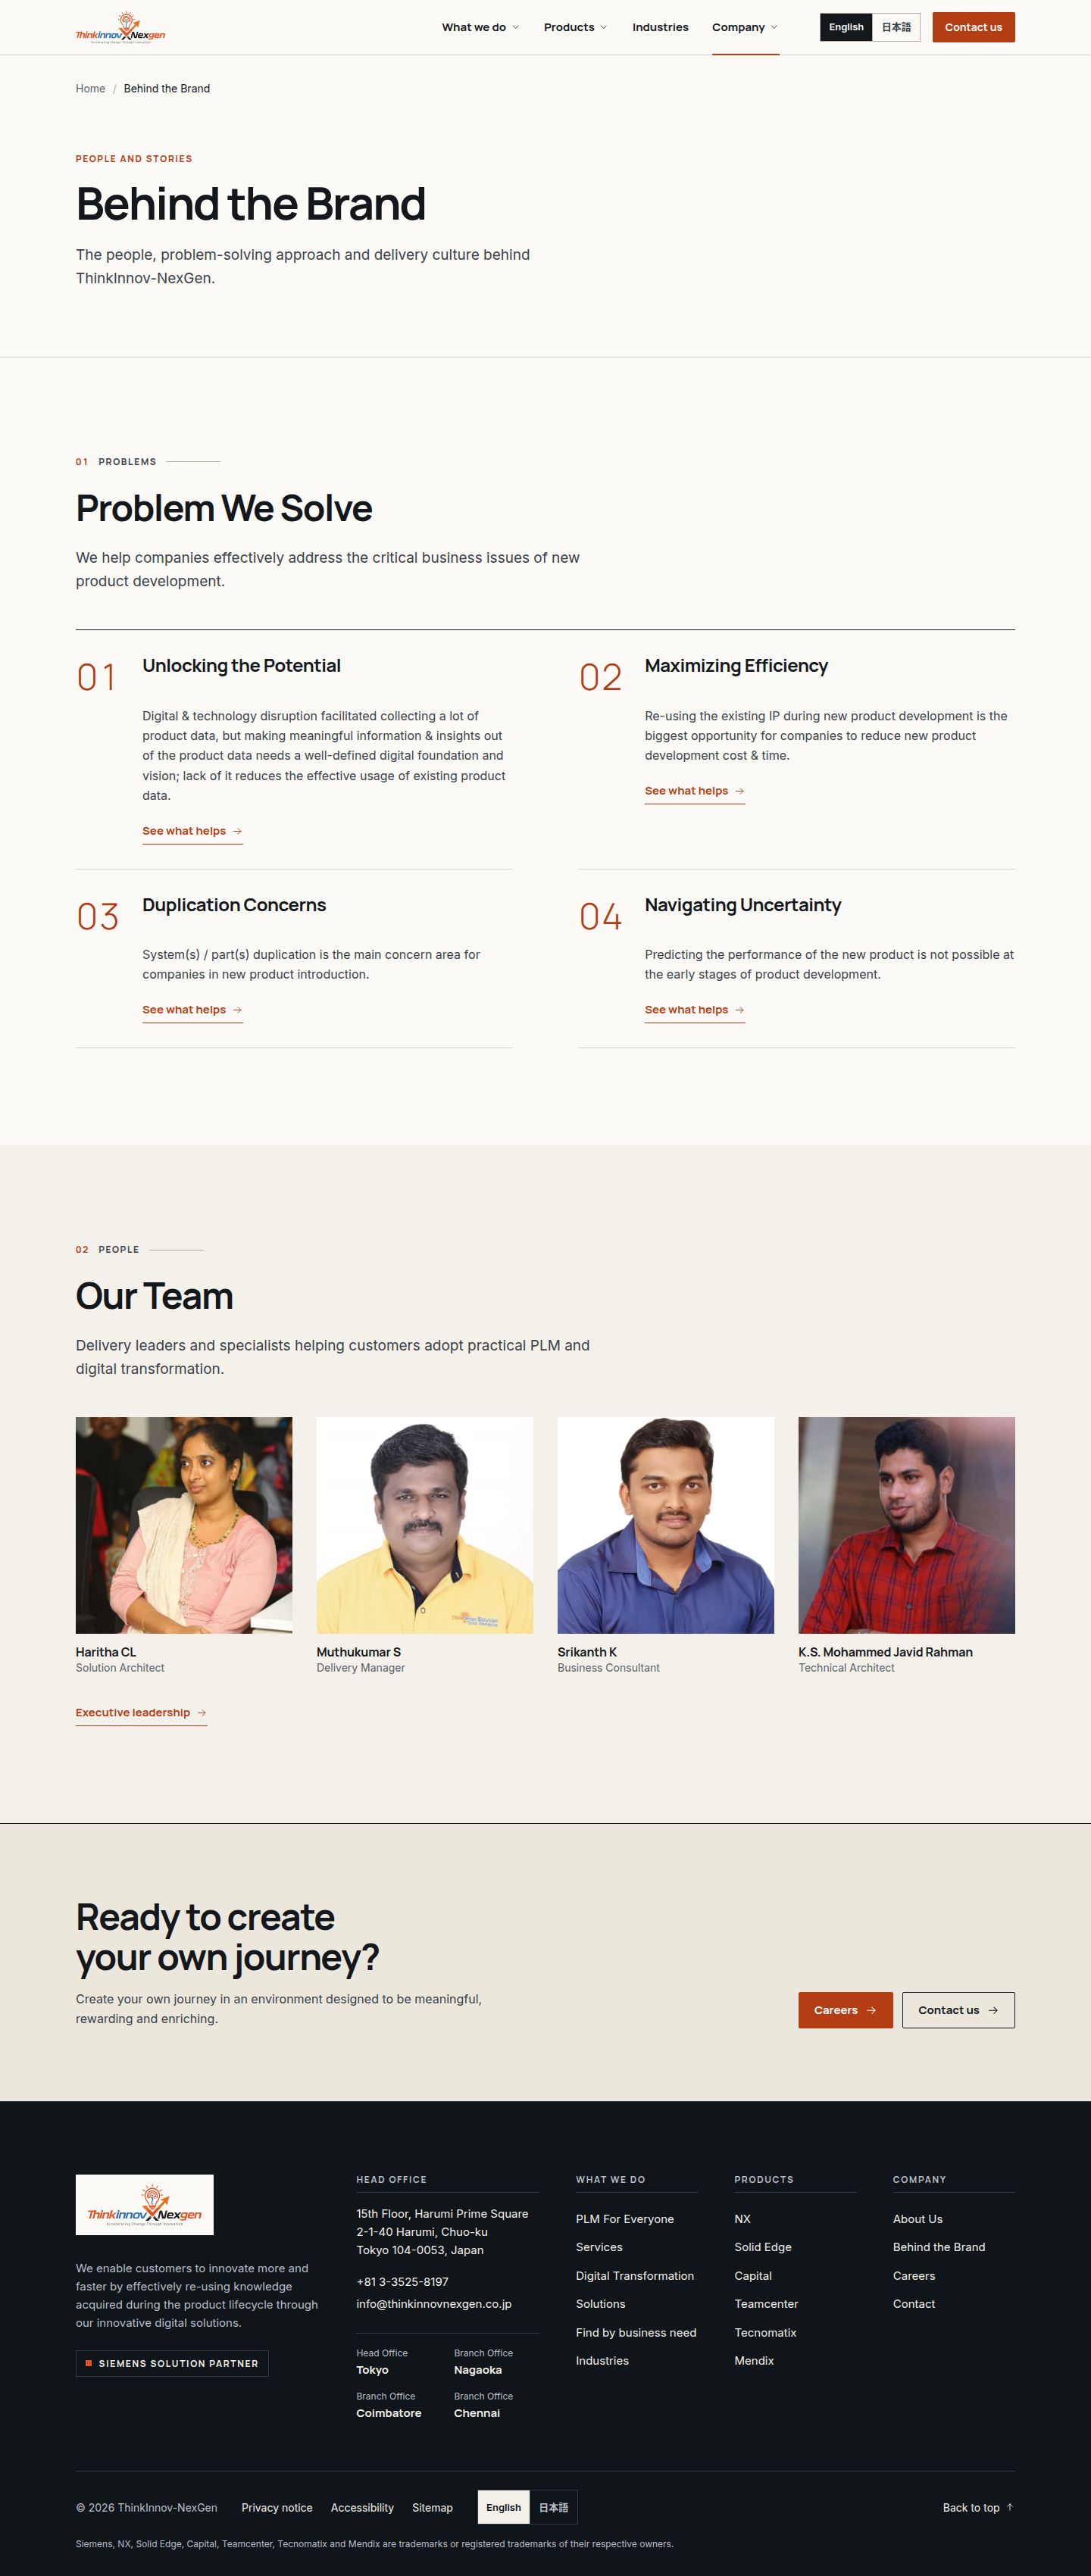 ThinkinnovXNexgen
Accelerating Change Through Innovation
What we do
Products
Industries
Company
English
日本語
Contact us
Home / Behind the Brand
PEOPLE AND STORIES
Behind the Brand
The people, problem-solving approach and delivery culture behind
ThinkInnov-NexGen.
01 PROBLEMS
Problem We Solve
We help companies effectively address the critical business issues of new
product development.
01
Unlocking the Potential
Digital & technology disruption facilitated collecting a lot of
product data, but making meaningful information & insights out
of the product data needs a well-defined digital foundation and
vision; lack of it reduces the effective usage of existing product
data.
See what helps →
02
Maximizing Efficiency
Re-using the existing IP during new product development is the
biggest opportunity for companies to reduce new product
development cost & time.
See what helps →
03
Duplication Concerns
System(s) / part(s) duplication is the main concern area for
companies in new product introduction.
See what helps →
04
Navigating Uncertainty
Predicting the performance of the new product is not possible at
the early stages of product development.
See what helps →
02 PEOPLE
Our Team
Delivery leaders and specialists helping customers adopt practical PLM and
digital transformation.
Haritha CL
Solution Architect
Muthukumar S
Delivery Manager
Srikanth K
Business Consultant
K.S. Mohammed Javid Rahman
Technical Architect
Executive leadership →
Ready to create
your own journey?
Create your own journey in an environment designed to be meaningful,
rewarding and enriching.
Careers →
Contact us →
ThinkinnovXNexgen
Accelerating Change Through Innovation
We enable customers to innovate more and
faster by effectively re-using knowledge
acquired during the product lifecycle through
our innovative digital solutions.
SIEMENS SOLUTION PARTNER
HEAD OFFICE
15th Floor, Harumi Prime Square
2-1-40 Harumi, Chuo-ku
Tokyo 104-0053, Japan
+81 3-3525-8197
info@thinkinnovnexgen.co.jp
Head Office
Tokyo
Branch Office
Nagaoka
Branch Office
Coimbatore
Branch Office
Chennai
WHAT WE DO
PLM For Everyone
Services
Digital Transformation
Solutions
Find by business need
Industries
PRODUCTS
NX
Solid Edge
Capital
Teamcenter
Tecnomatix
Mendix
COMPANY
About Us
Behind the Brand
Careers
Contact
© 2026 ThinkInnov-NexGen
Privacy notice
Accessibility
Sitemap
English
日本語
Back to top ↑
Siemens, NX, Solid Edge, Capital, Teamcenter, Tecnomatix and Mendix are trademarks or registered trademarks of their respective owners.